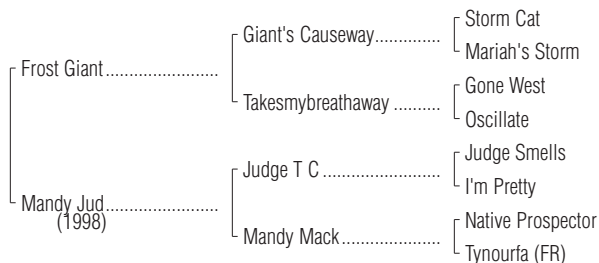 Storm Cat
Giant's Causeway..............
Mariah's Storm
Frost Giant........................
Gone West
Takesmybreathaway ..........
Oscillate
Judge Smells
Judge T C .........................
I'm Pretty
Mandy Jud........................
(1998)
Native Prospector
Mandy Mack.....................
Tynourfa (FR)